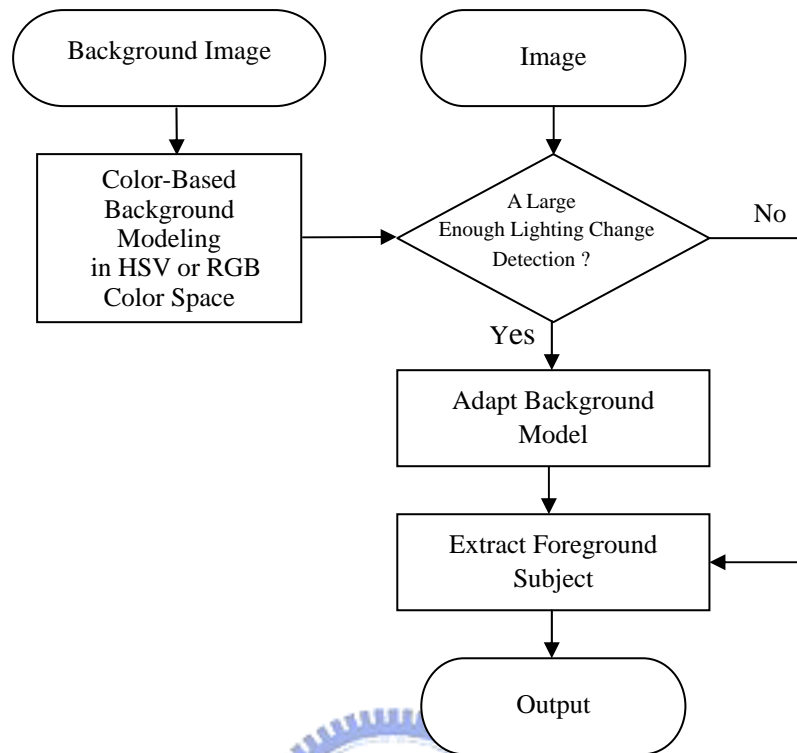 Background Image
Image
Color-Based
Background
Modeling
in HSV or RGB
Color Space
A Large
Enough Lighting Change
Detection ?
No
Yes
Adapt Background
Model
Extract Foreground
Subject
Output